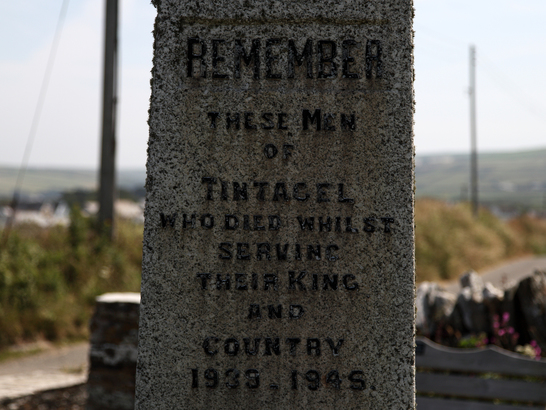 REMEMBER
THESE MEN
OF
TINTAGEL
WHO DIED WHILST
SERVING
THEIR KING
AND
COUNTRY
1939.1945.